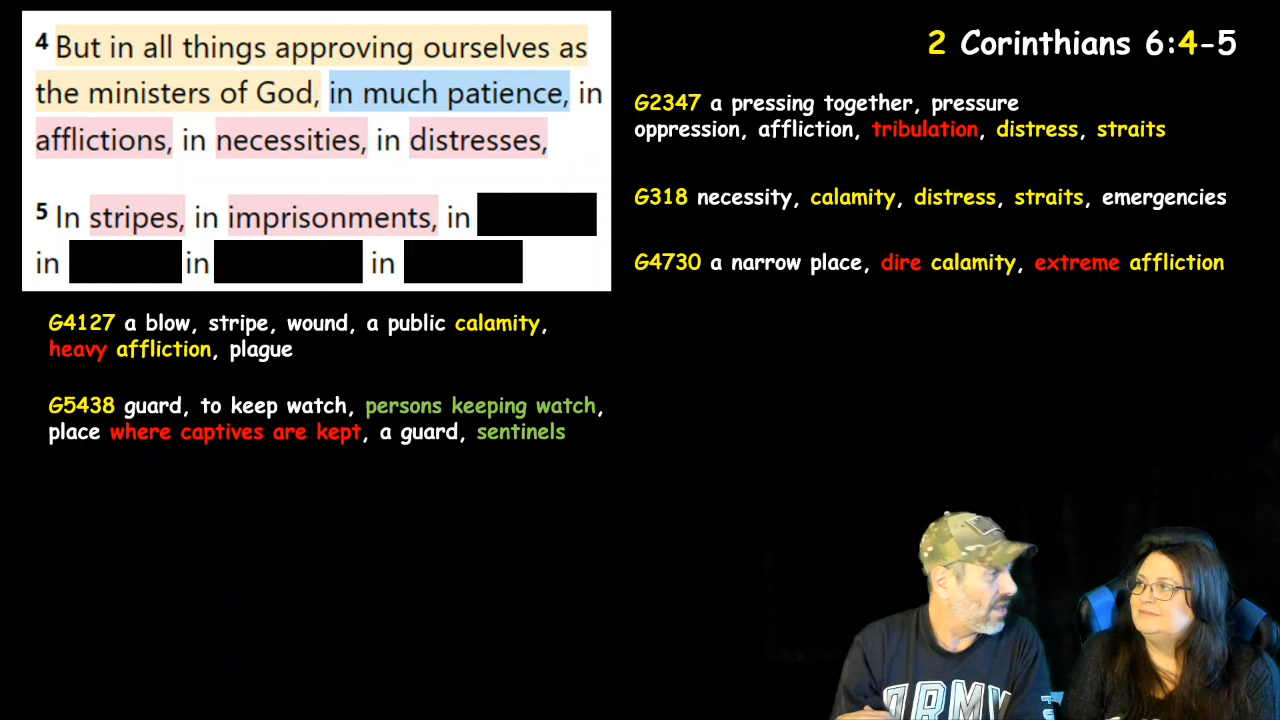 4 But in all things approving ourselves as
the ministers of God, in much patience, in
afflictions, in necessities, in distresses,
5 In stripes, in imprisonments, in
in in in
2 Corinthians 6:4-5
G2347 a pressing together, pressure
oppression, affliction, tribulation, distress, straits
G318 necessity, calamity, distress, straits, emergencies
G4730 a narrow place, dire calamity, extreme affliction
G4127 a blow, stripe, wound, a public calamity,
heavy affliction, plague
G5438 guard, to keep watch, persons keeping watch,
place where captives are kept, a guard, sentinels
ARMY